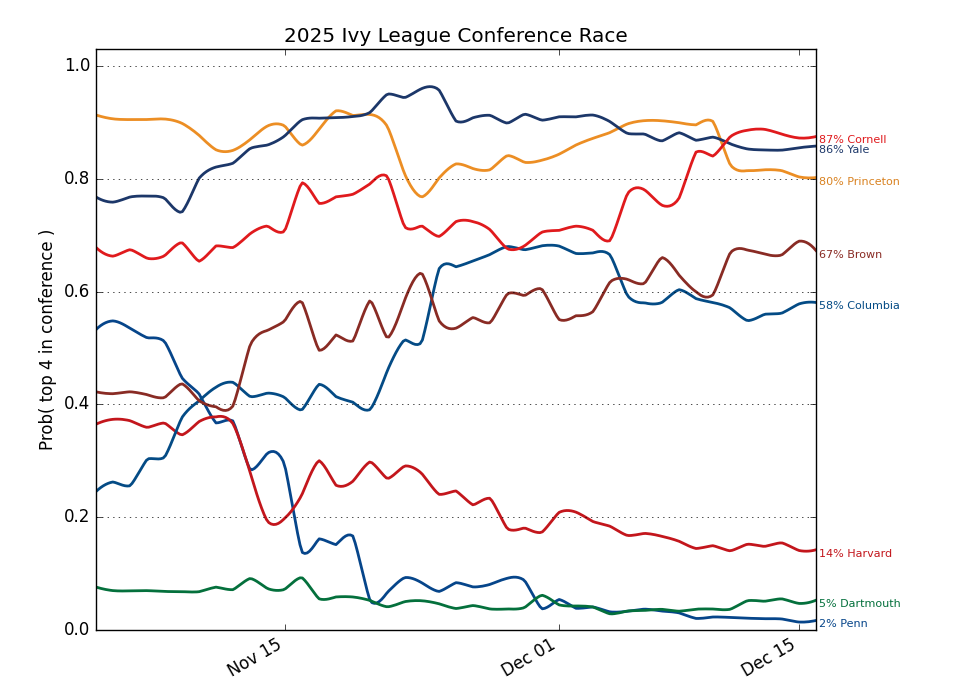 2025 Ivy League Conference Race
Prob( top 4 in conference )
1.0
0.8
0.6
0.4
0.2
0.0
Nov 15
Dec 01
Dec 15
87% Cornell
86% Yale
80% Princeton
67% Brown
58% Columbia
14% Harvard
5% Dartmouth
2% Penn